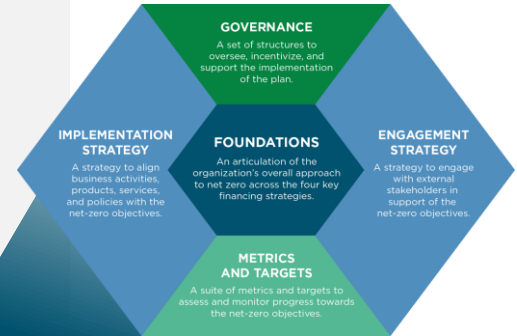 GOVERNANCE
A set of structures to
oversee, incentivize, and
support the implementation
of the plan.
IMPLEMENTATION
STRATEGY
A strategy to align
business activities,
products, services,
and policies with the
net-zero objectives.
FOUNDATIONS
An articulation of the
organization's overall approach
to net zero across the four key
financing strategies.
ENGAGEMENT
STRATEGY
A strategy to engage
with external
stakeholders in
support of the
net-zero objectives.
METRICS
AND TARGETS
A suite of metrics and targets to
assess and monitor progress towards
the net-zero objectives.